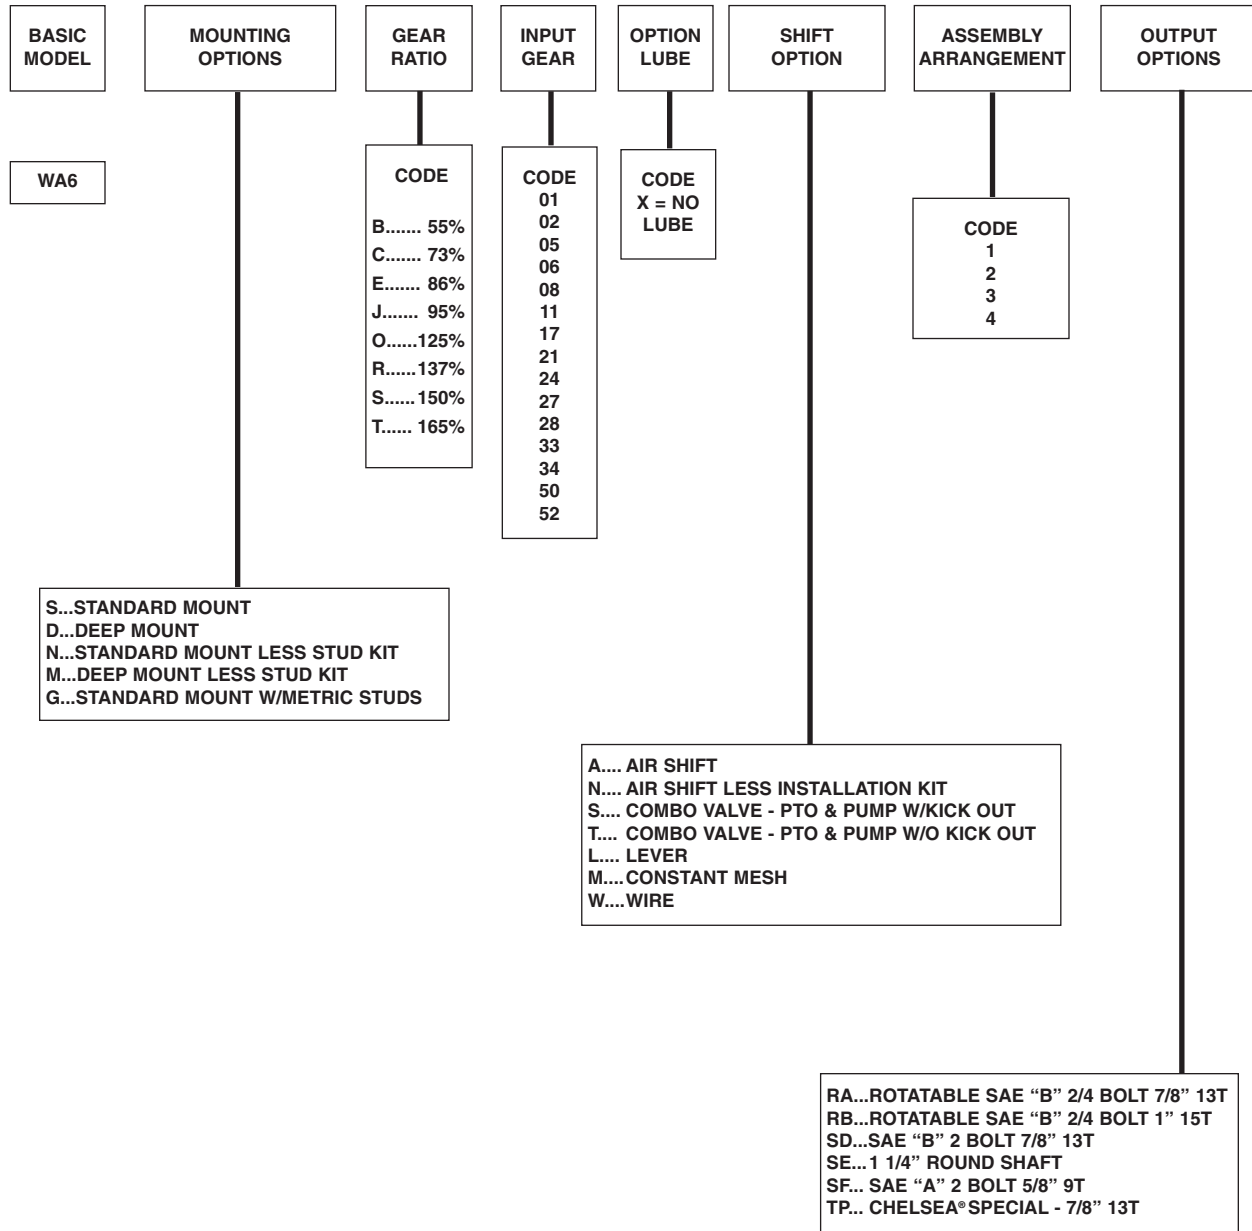 BASIC
MODEL
MOUNTING
OPTIONS
GEAR
RATIO
INPUT
GEAR
OPTION
LUBE
SHIFT
OPTION
ASSEMBLY
ARRANGEMENT
OUTPUT
OPTIONS
WA6
CODE
B....... 55%
C....... 73%
E....... 86%
J....... 95%
O......125%
R......137%
S......150%
T...... 165%
CODE
01
02
05
06
08
11
17
21
24
27
28
33
34
50
52
CODE
X = NO
LUBE
CODE
1
2
3
4
S...STANDARD MOUNT
D...DEEP MOUNT
N...STANDARD MOUNT LESS STUD KIT
M...DEEP MOUNT LESS STUD KIT
G...STANDARD MOUNT W/METRIC STUDS
A.... AIR SHIFT
N.... AIR SHIFT LESS INSTALLATION KIT
S.... COMBO VALVE - PTO & PUMP W/KICK OUT
T.... COMBO VALVE - PTO & PUMP W/O KICK OUT
L.... LEVER
M....CONSTANT MESH
W....WIRE
RA...ROTATABLE SAE “B” 2/4 BOLT 7/8” 13T
RB...ROTATABLE SAE “B” 2/4 BOLT 1” 15T
SD...SAE “B” 2 BOLT 7/8” 13T
SE...1 1/4” ROUND SHAFT
SF... SAE “A” 2 BOLT 5/8” 9T
TP... CHELSEA® SPECIAL - 7/8” 13T